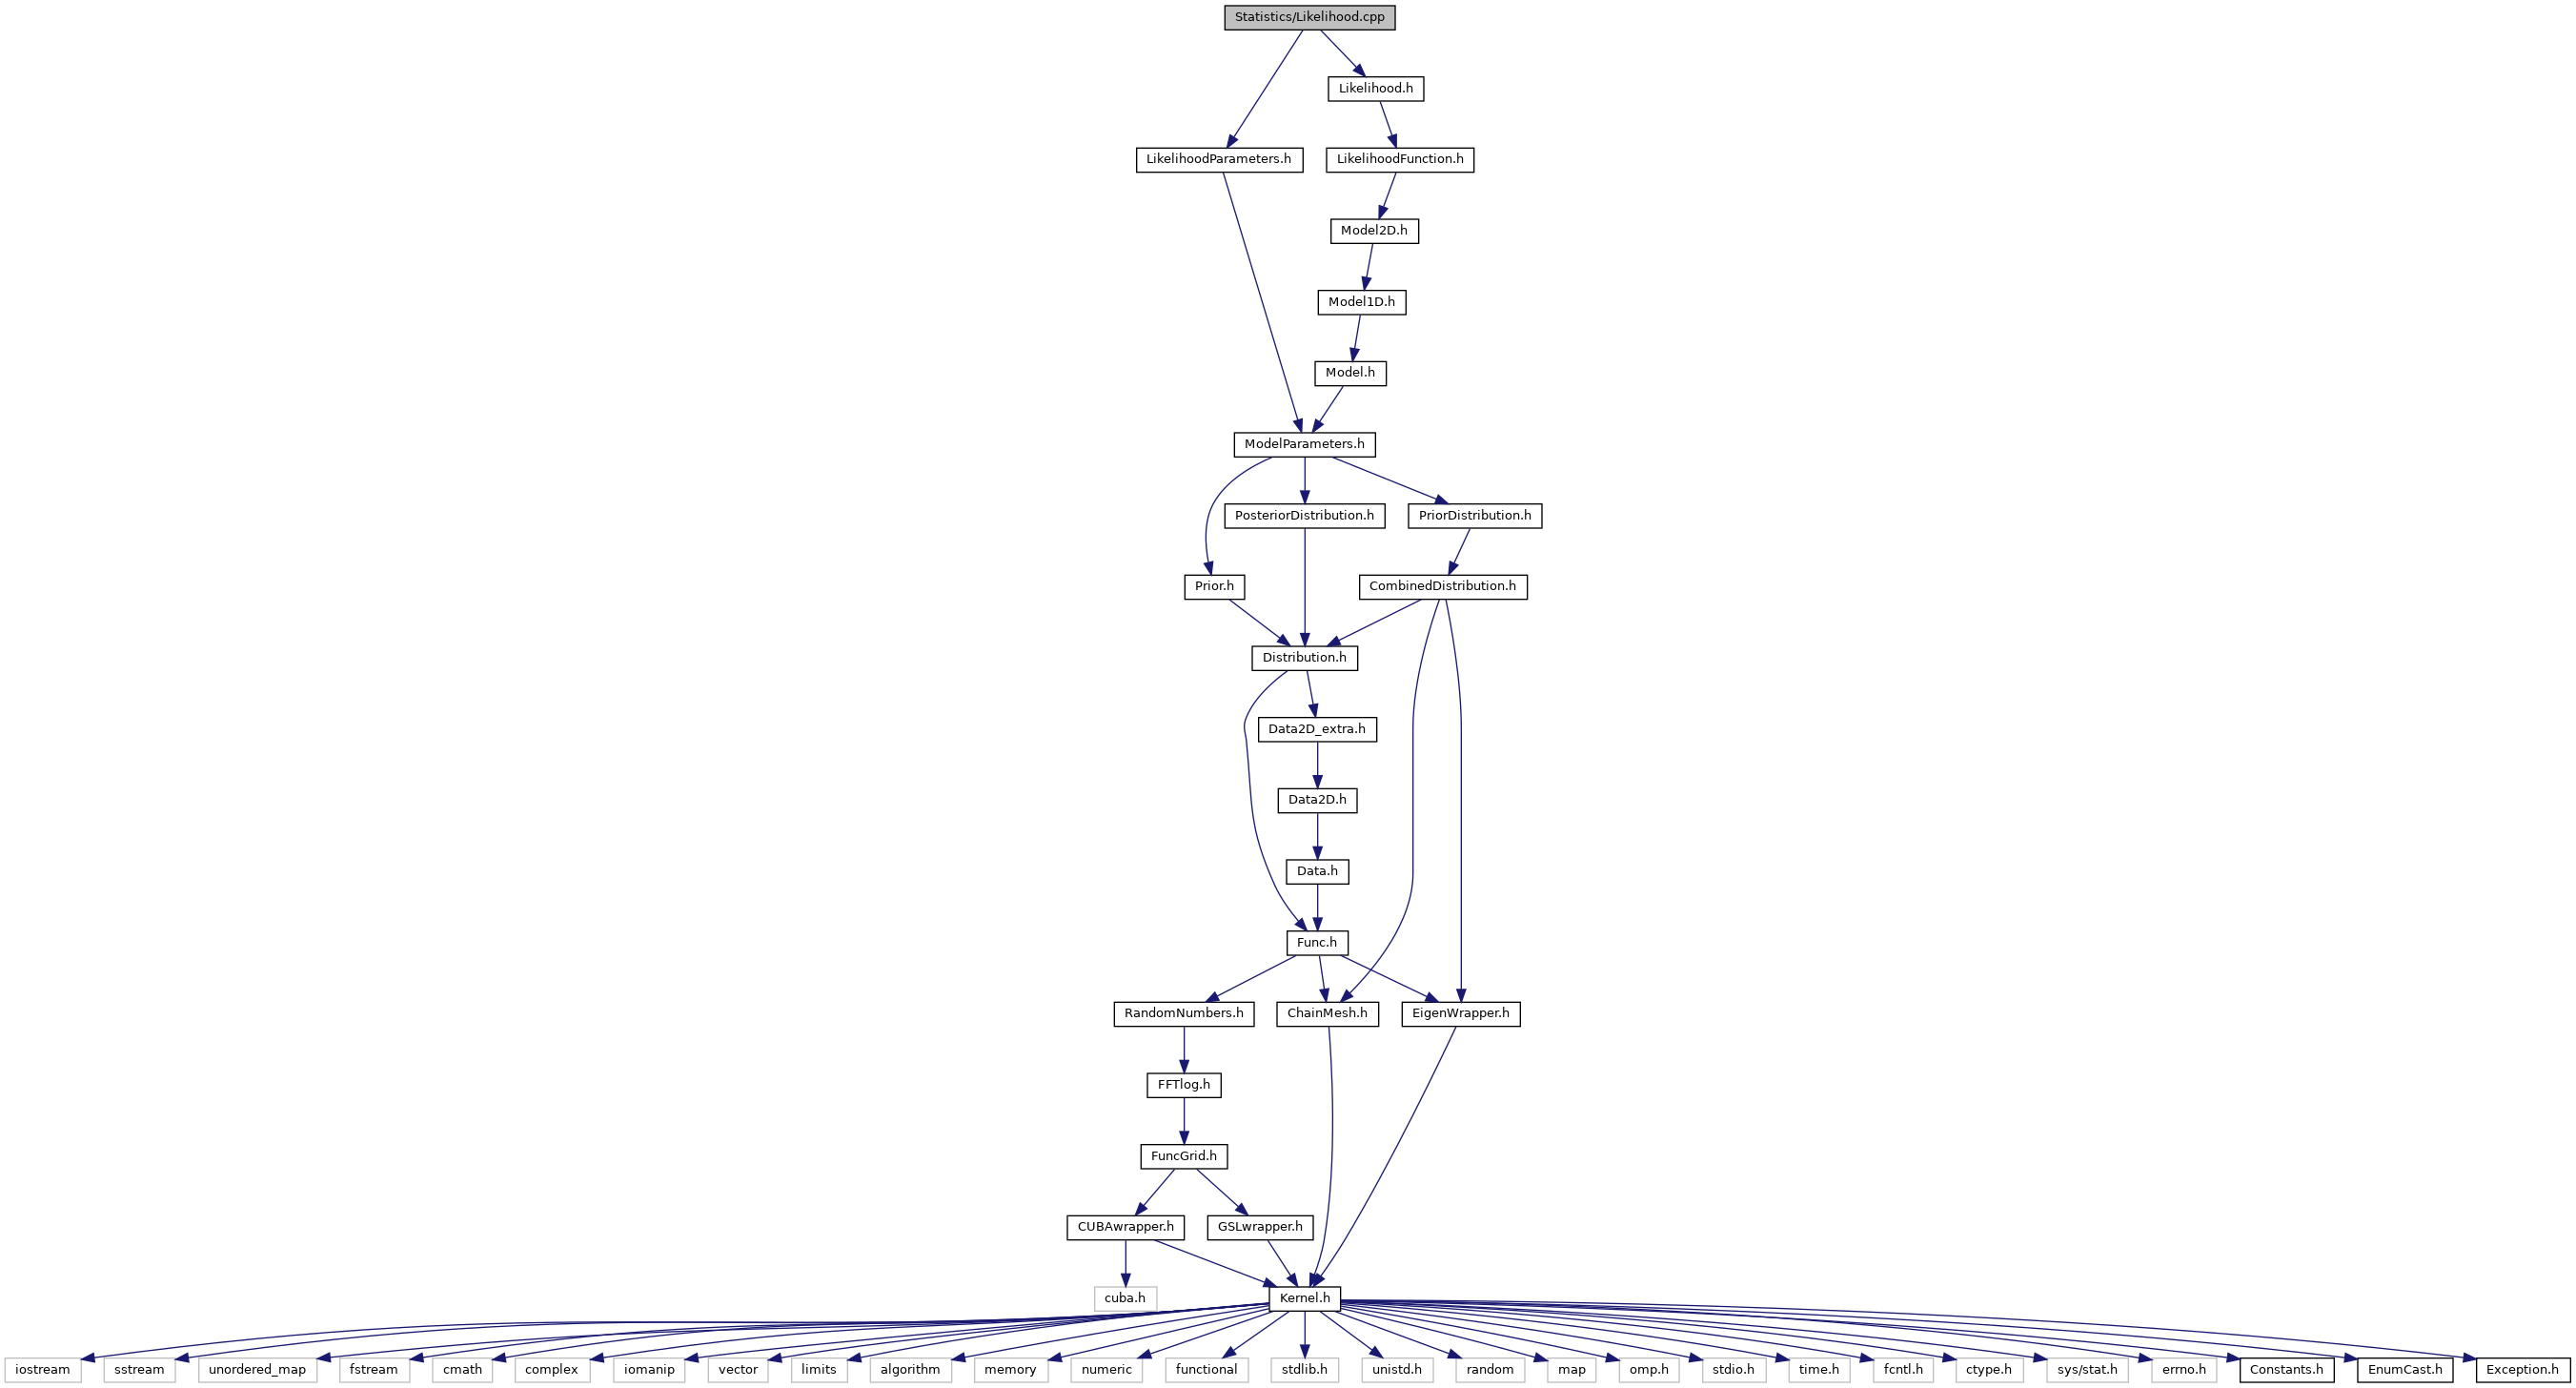 Statistics/Likelihood.cpp
Likelihood.h
LikelihoodParameters.h
LikelihoodFunction.h
Model2D.h
Model1D.h
Model.h
ModelParameters.h
PosteriorDistribution.h
PriorDistribution.h
Prior.h
CombinedDistribution.h
Distribution.h
Data2D_extra.h
Data2D.h
Data.h
Func.h
RandomNumbers.h
ChainMesh.h
EigenWrapper.h
FFTlog.h
FuncGrid.h
CUBAwrapper.h
GSLwrapper.h
cuba.h
Kernel.h
iostream
sstream
unordered_map
fstream
cmath
complex
iomanip
vector
limits
algorithm
memory
numeric
functional
stdlib.h
unistd.h
random
map
omp.h
stdio.h
time.h
fcntl.h
ctype.h
sys/stat.h
errno.h
Constants.h
EnumCast.h
Exception.h